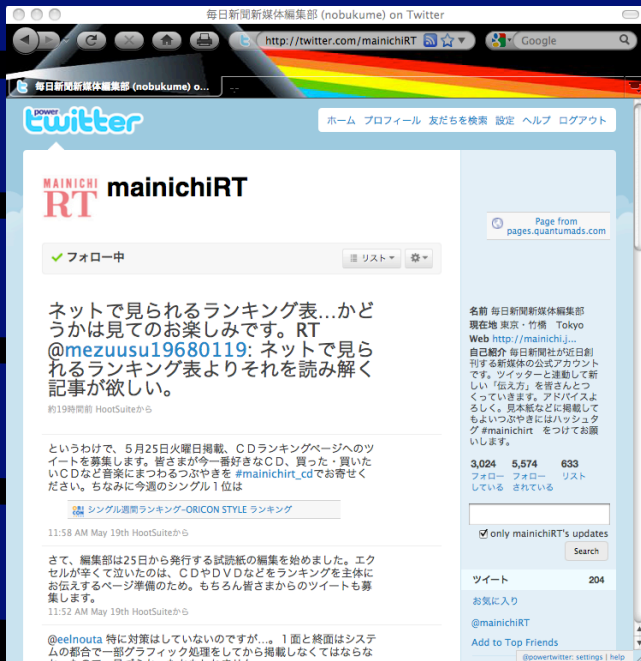 毎日新聞新媒体編集部 (nobukume) on Twitter
http://twitter.com/mainichiRT
Google
毎日新聞新媒体編集部 (nobukume) o...
power
twitter
ホーム プロフィール 友だちを検索 設定 ヘルプ ログアウト
MAINICHI
RT
mainichiRT
フォロー中
リスト
ネットで見られるランキング表…かど
うかは見てのお楽しみです。RT
@mezuusu19680119: ネットで見ら
れるランキング表よりそれを読み解く
記事が欲しい。
約19時間前 HootSuiteから
というわけで、５月25日火曜日掲載、ＣＤランキングページへのツ
イートを募集します。皆さまが今一番好きなＣＤ、買った・買いた
いＣＤなど音楽にまつわるつぶやきを #mainichirt_cdでお寄せく
ださい。ちなみに今週のシングル１位は
シングル週間ランキング-ORICON STYLE ランキング
11:58 AM May 19th HootSuiteから
さて、編集部は25日から発行する試読紙の編集を始めました。エク
セルが辛くて泣いたのは、ＣＤやＤＶＤなどをランキングを主体に
お伝えするページ準備のため。もちろん皆さまからのツイートも募
集します。
11:52 AM May 19th HootSuiteから
@eelnouta 特に対策はしていないのですが…。１面と終面はシステ
ムの都合で一部グラフィック処理をしてから掲載しなくてはならな
Page from
pages.quantumads.com
名前 毎日新聞新媒体編集部
現在地 東京・竹橋 Tokyo
Web http://mainichi.j...
自己紹介 毎日新聞社が近日創
刊する新媒体の公式アカウント
です。ツイッターと連動して新
しい「伝え方」を皆さんとつ
くっていきます。アドバイスよ
ろしく。見本紙などに掲載して
もよいつぶやきにはハッシュタ
グ #mainichirt をつけてお願
いします。
3,024 5,574 633
フォロー フォロー リスト
している されている
only mainichiRT's updates
Search
ツイート 204
お気に入り
@mainichiRT
Add to Top Friends
@powertwitter: settings | help